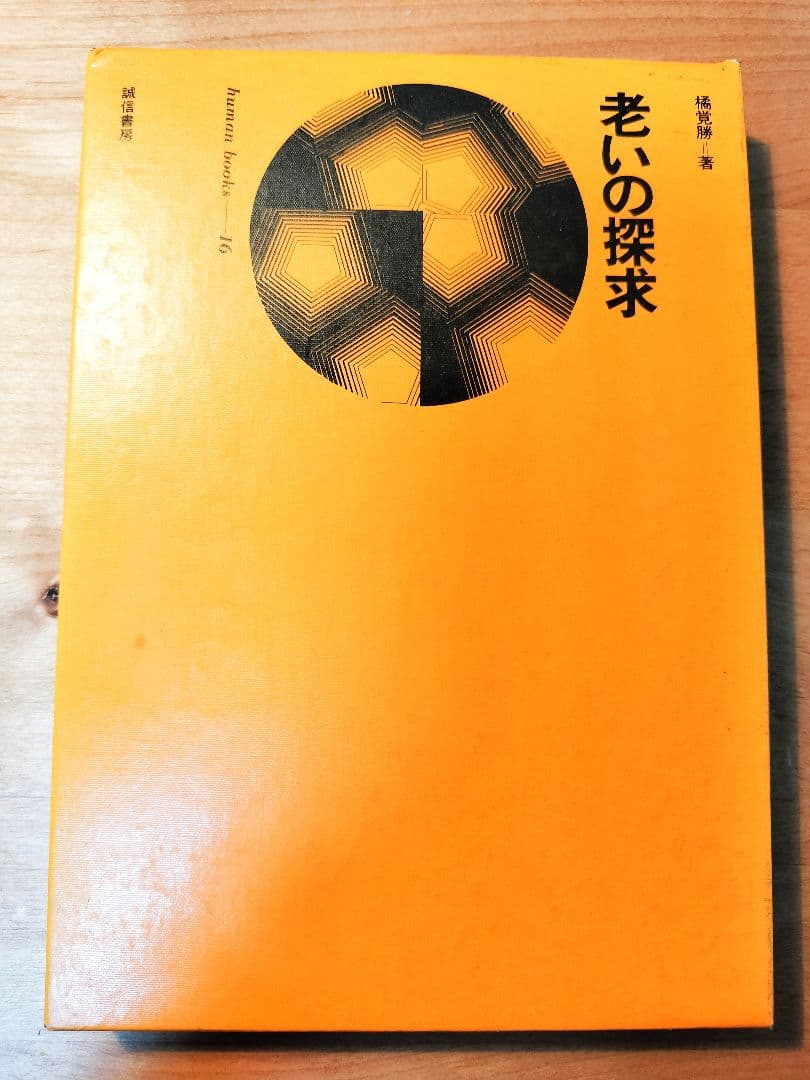 橘覚勝＝著
老いの探求
human books——16
誠信書房